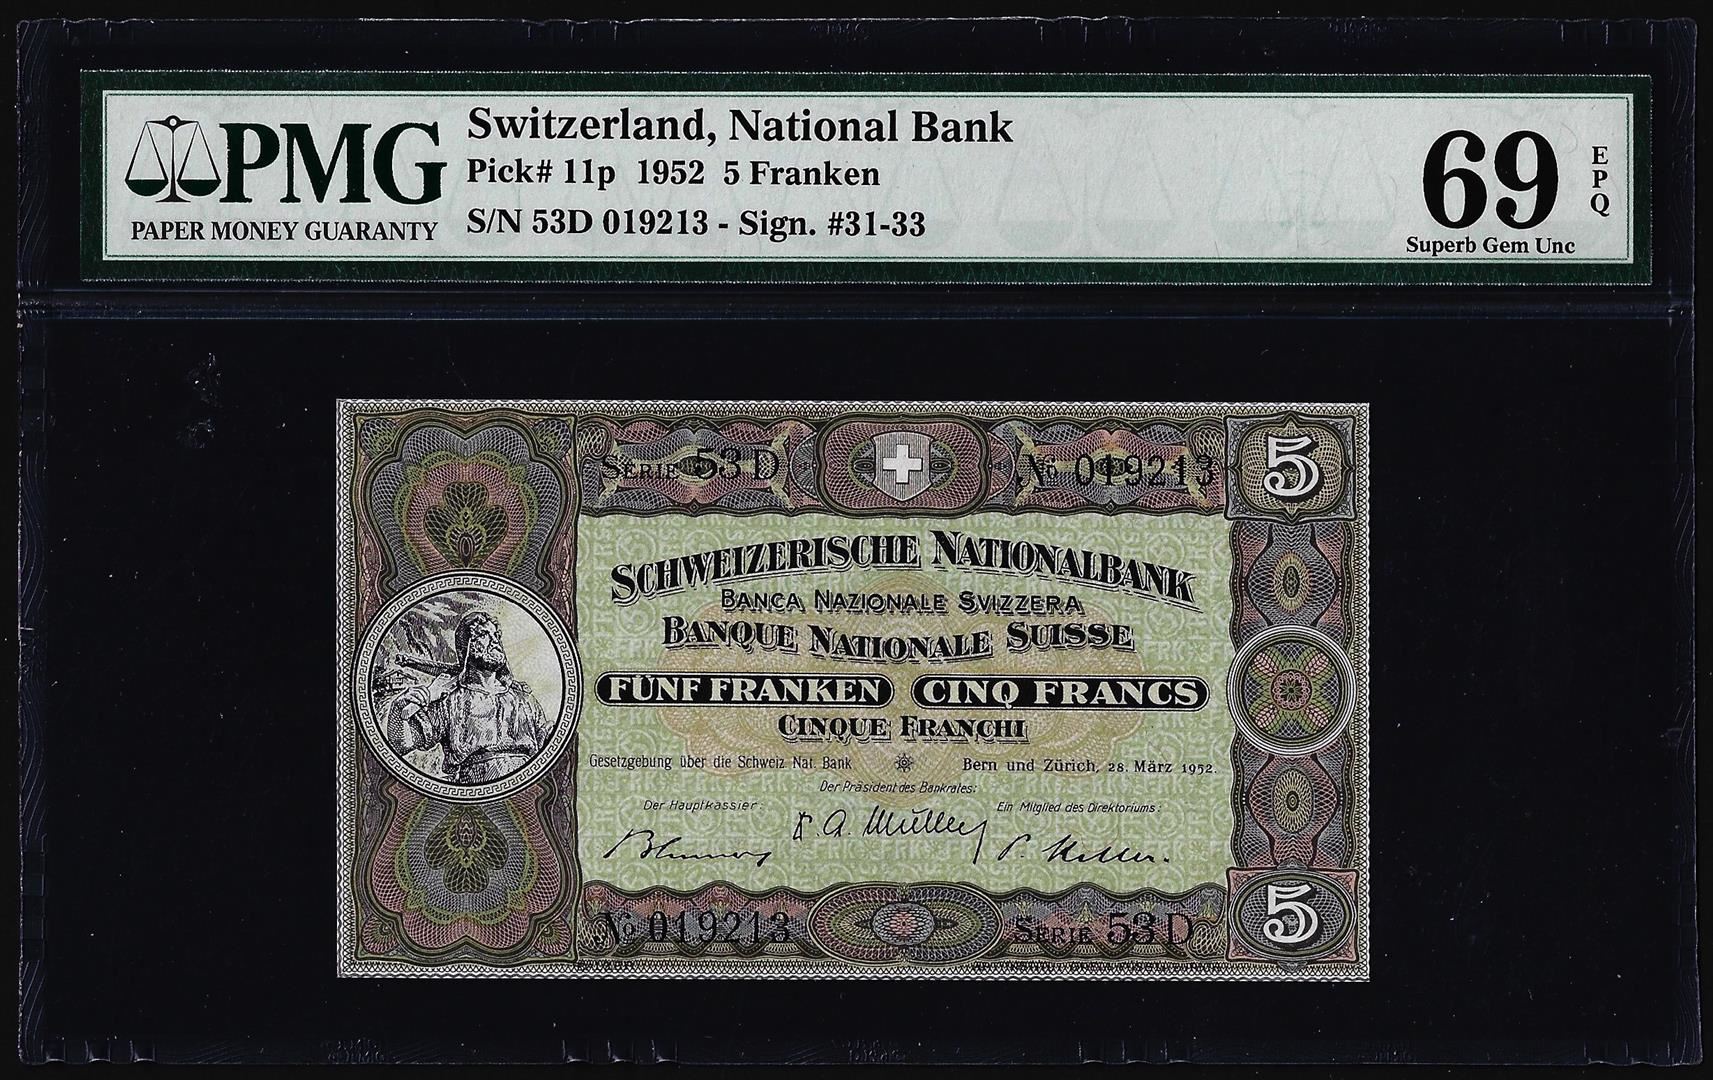 PMG
PAPER MONEY GUARANTY
Switzerland, National Bank
Pick# 11p 1952 5 Franken
S/N 53D 019213 - Sign. #31-33
69
EPQ
Superb Gem Unc
SERIE 53 D
No 019213
5
SCHWEIZERISCHE NATIONALBANK
BANCA NAZIONALE SVIZZERA
BANQUE NATIONALE SUISSE
FÜNF FRANKEN CINQ FRANCS
CINQUE FRANCHI
Gesetzgebung über die Schweiz. Nat. Bank
Bern und Zürich, 28. März 1952.
Der Präsident des Bankrates:
Der Hauptkassier:
Ein Mitglied des Direktoriums:
No 019213
SERIE 53 D
5